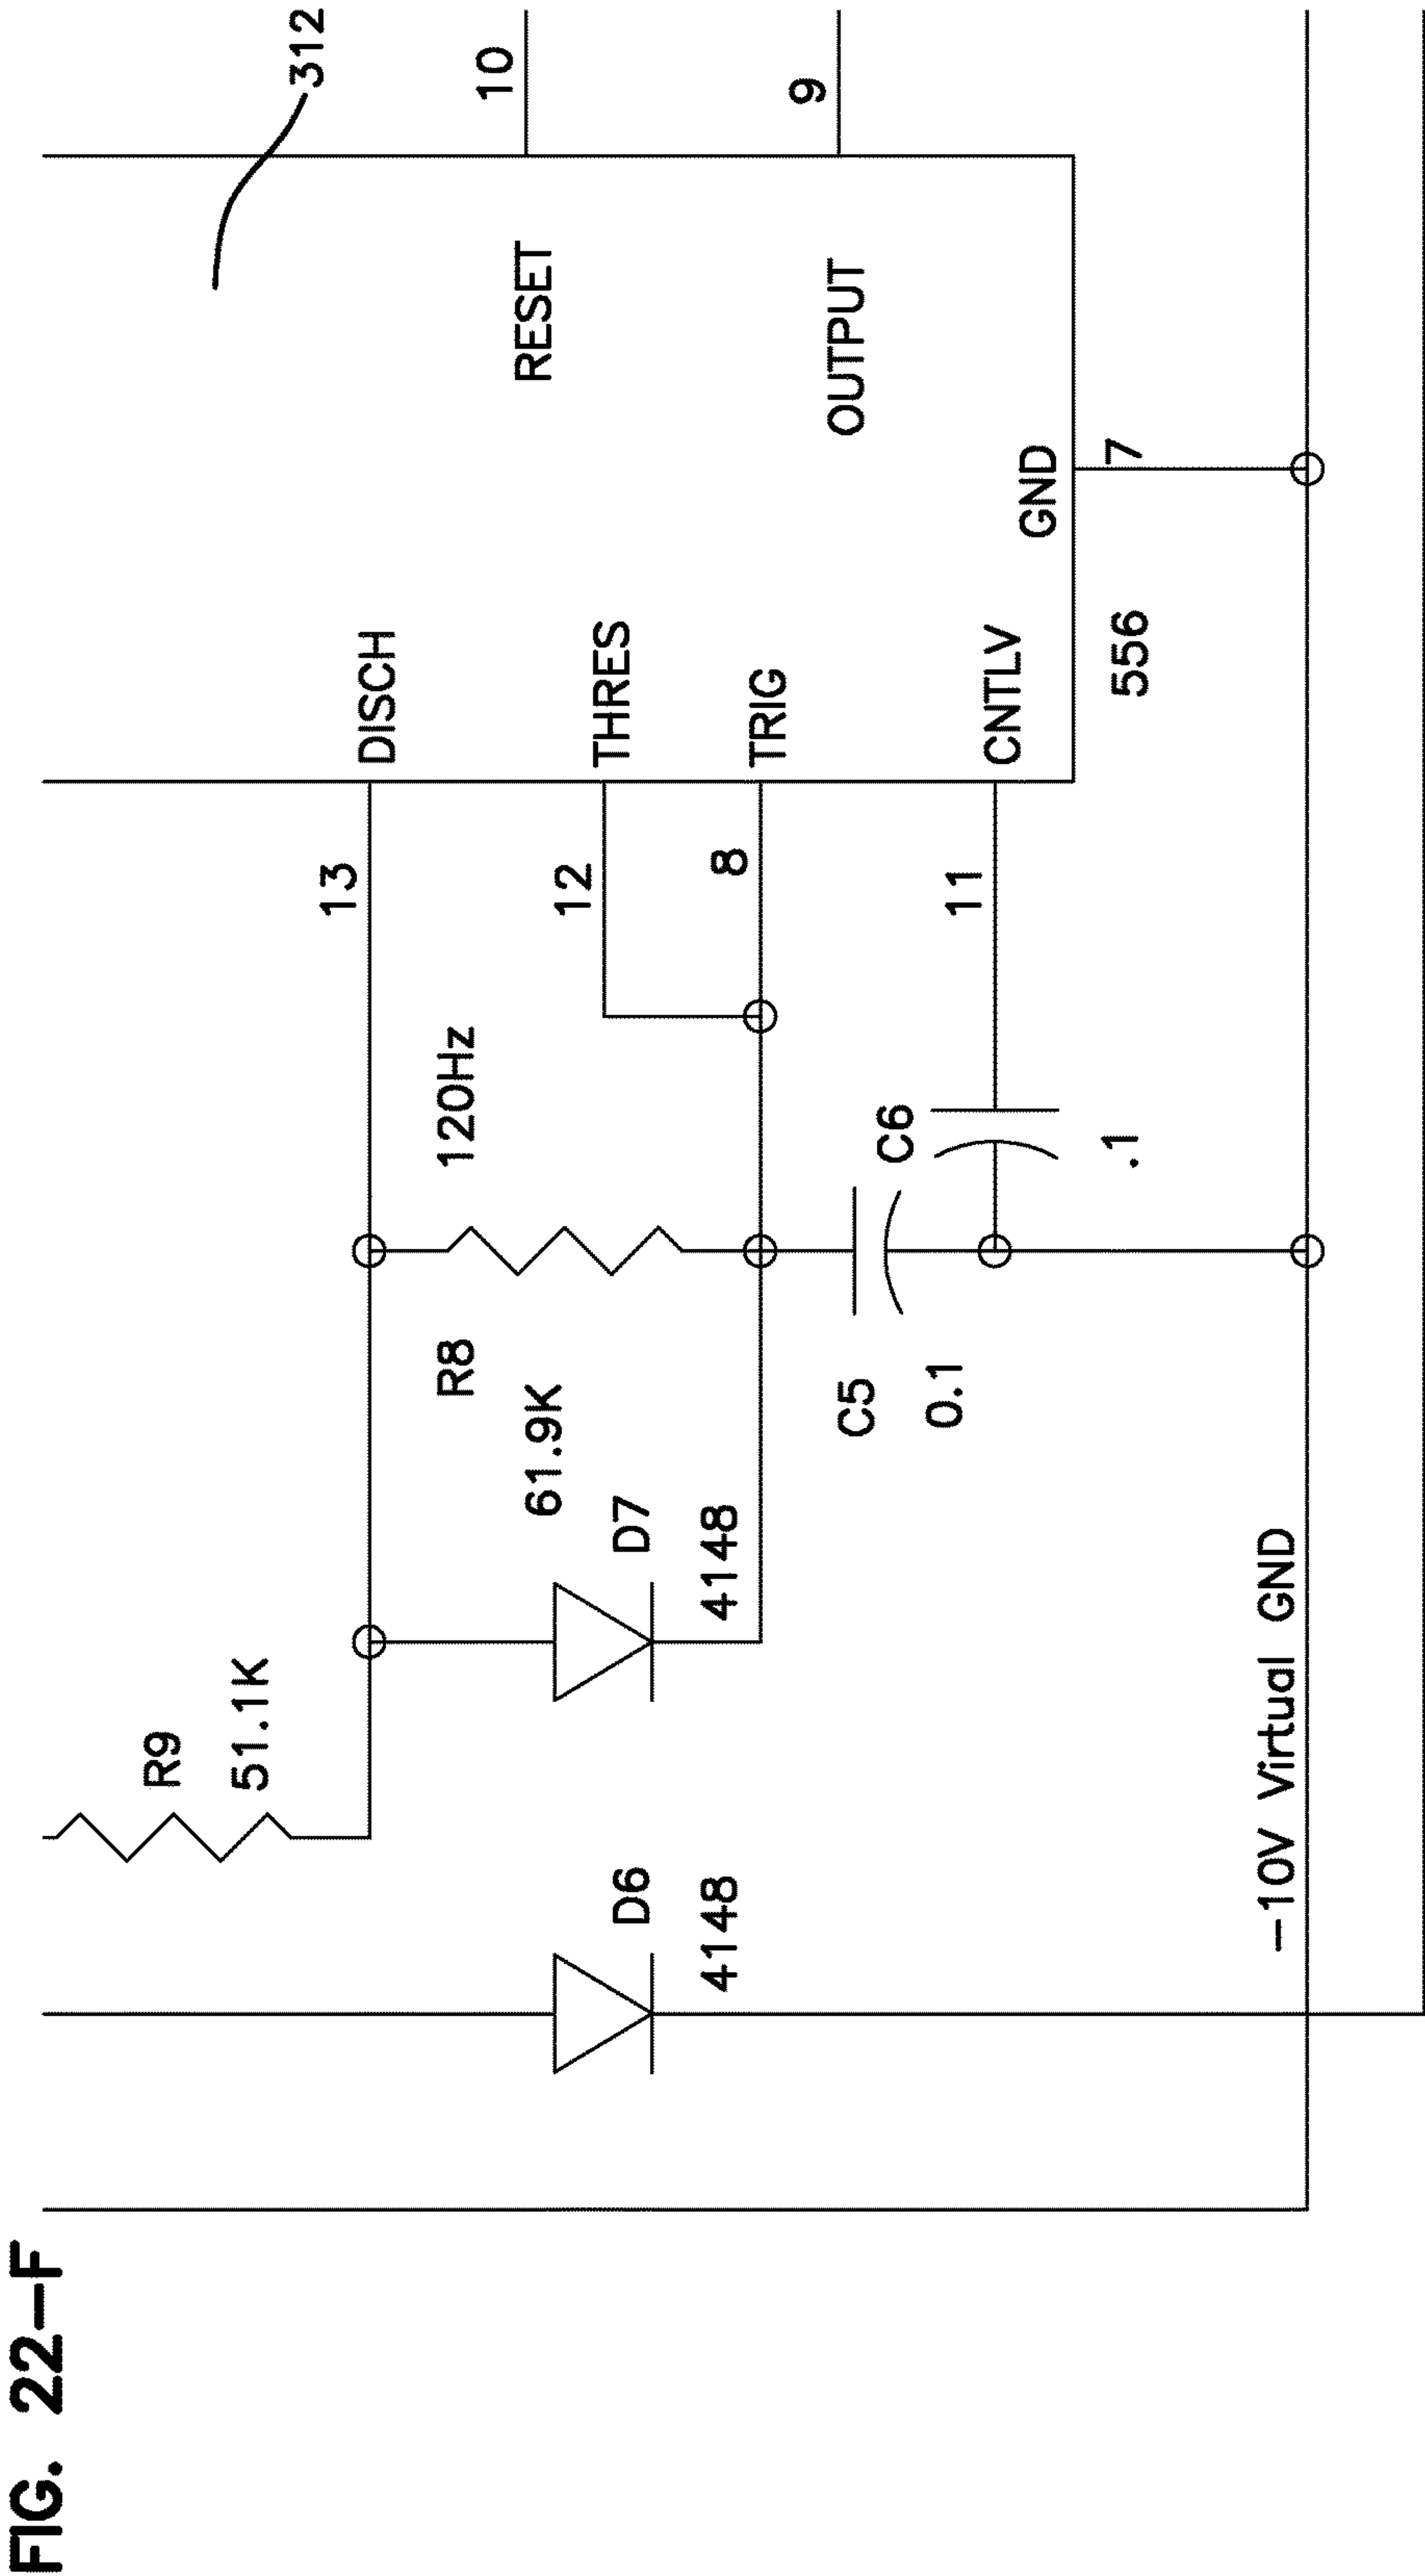 FIG. 22-F
312
10
9
RESET
OUTPUT
DISCH
THRES
TRIG
CNTLV
GND
7
556
13
12
8
11
120Hz
R8
61.9K
R9
51.1K
D7
4148
D6
4148
C6
.1
C5
0.1
-10V Virtual GND